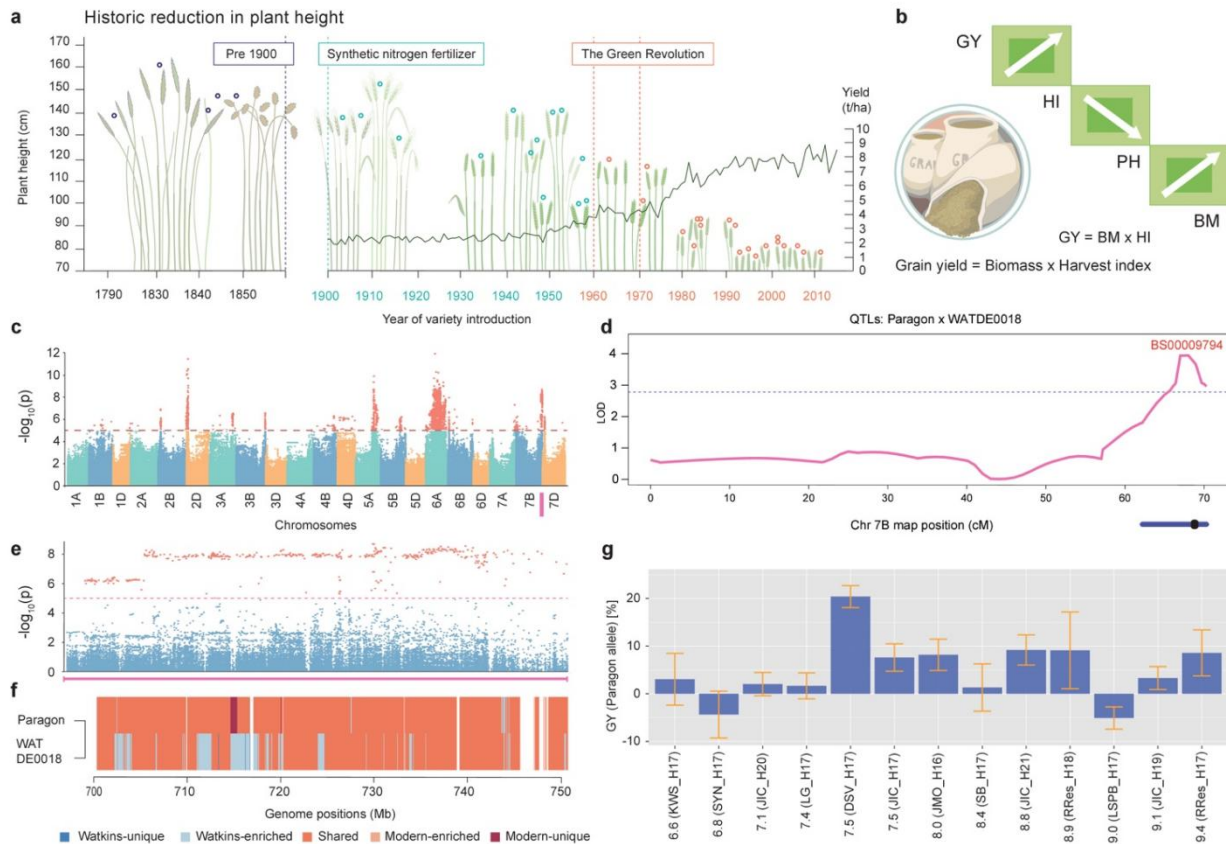 a
Historic reduction in plant height
170
160
150
140
130
120
110
100
90
80
70
Plant height (cm)
Pre 1900
Synthetic nitrogen fertilizer
The Green Revolution
Yield
(t/ha)
10
9
8
7
6
5
4
3
2
1
0
1790 1830 1840 1850 1900 1910 1920 1930 1940 1950 1960 1970 1980 1990 2000 2010
Year of variety introduction
b
GY
HI
PH
BM
GRAI
GR
GY = BM x HI
Grain yield = Biomass x Harvest index
c
12
10
8
6
4
2
0
-log10(p)
1A 1B 1D 2A 2B 2D 3A 3B 3D 4A 4B 4D 5A 5B 5D 6A 6B 6D 7A 7B 7D
Chromosomes
d
QTLs: Paragon x WATDE0018
BS00009794
4
3
2
1
0
LOD
0 10 20 30 40 50 60 70
Chr 7B map position (cM)
e
8
6
4
2
0
-log10(p)
f
Paragon
WAT
DE0018
700 710 720 730 740 750
Genome positions (Mb)
Watkins-unique Watkins-enriched Shared Modern-enriched Modern-unique
g
20
10
0
-10
GY (Paragon allele) [%]
6.6 (KWS_H17)
6.8 (SYN_H17)
7.1 (JIC_H20)
7.4 (LG_H17)
7.5 (DSV_H17)
7.5 (JIC_H17)
8.0 (JMO_H16)
8.4 (SB_H17)
8.8 (JIC_H21)
8.9 (RRes_H18)
9.0 (LSPB_H17)
9.1 (JIC_H19)
9.4 (RRes_H17)